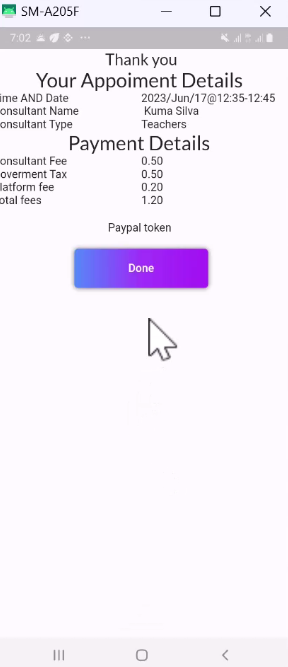 SM-A205F
7:02
Thank you
Your Appoiment Details
ime AND Date 2023/Jun/17@12:35-12:45
onsultant Name Kuma Silva
onsultant Type Teachers
Payment Details
onsultant Fee 0.50
overment Tax 0.50
latform fee 0.20
otal fees 1.20
Paypal token
Done